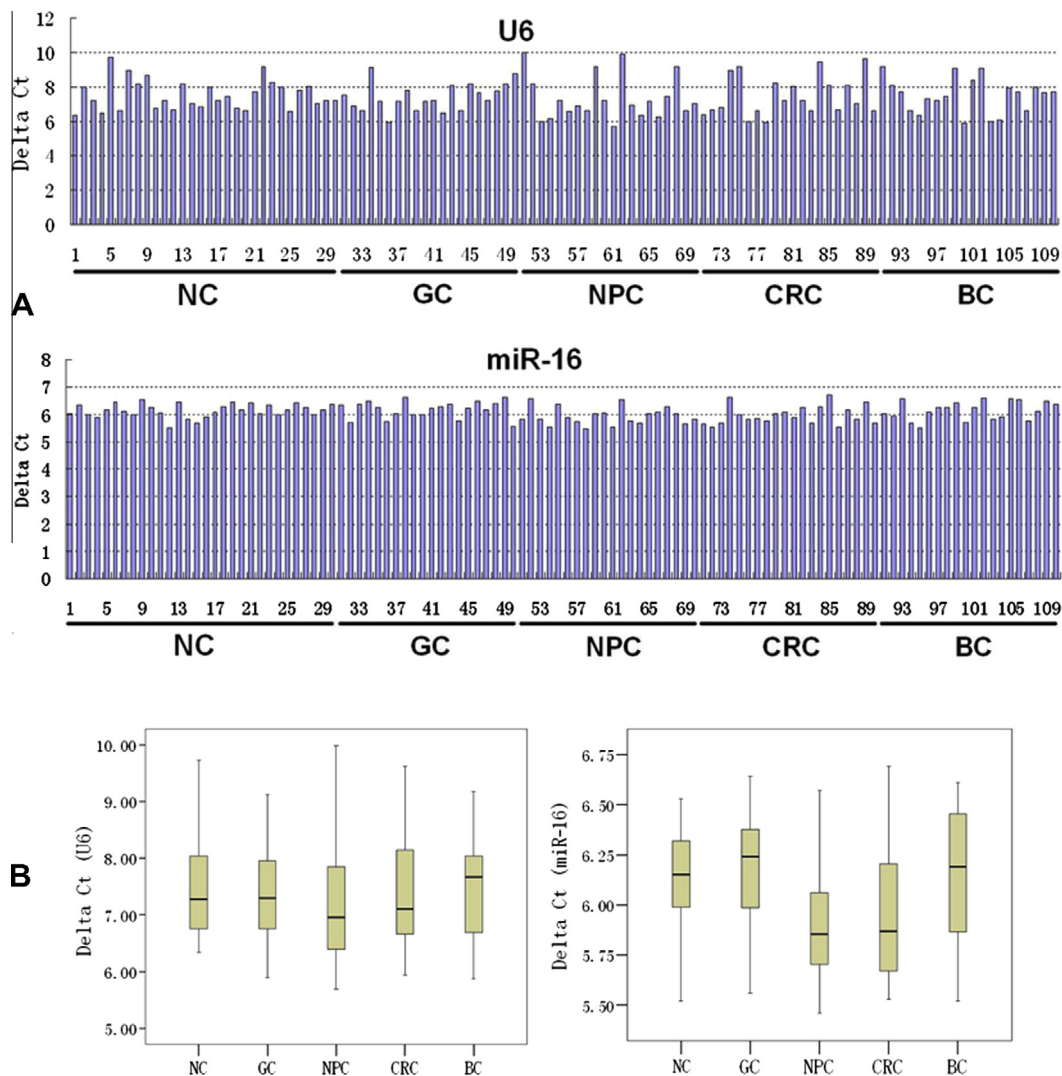 U6
Delta Ct
12
10
8
6
4
2
0
1 5 9 13 17 21 25 29 33 37 41 45 49 53 57 61 65 69 73 77 81 85 89 93 97 101 105 109
NC GC NPC CRC BC
A
miR-16
Delta Ct
8
7
6
5
4
3
2
1
0
1 5 9 13 17 21 25 29 33 37 41 45 49 53 57 61 65 69 73 77 81 85 89 93 97 101 105 109
NC GC NPC CRC BC
B
Delta Ct (U6)
10.00
9.00
8.00
7.00
6.00
5.00
NC GC NPC CRC BC
Delta Ct (miR-16)
6.75
6.50
6.25
6.00
5.75
5.50
NC GC NPC CRC BC